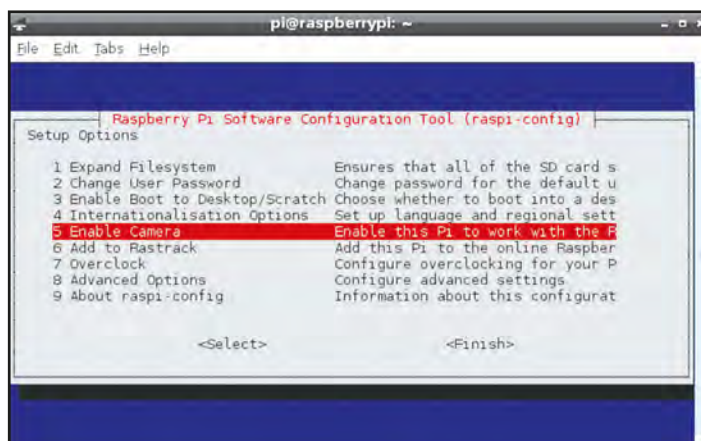 pi@raspberrypi: ~
File Edit Tabs Help
Raspberry Pi Software Configuration Tool (raspi-config)
Setup Options
1 Expand Filesystem Ensures that all of the SD card s
2 Change User Password Change password for the default u
3 Enable Boot to Desktop/Scratch Choose whether to boot into a des
4 Internationalisation Options Set up language and regional sett
5 Enable Camera Enable this Pi to work with the R
6 Add to Rastrack Add this Pi to the online Raspber
7 Overclock Configure overclocking for your P
8 Advanced Options Configure advanced settings
9 About raspi-config Information about this configurat
<Select> <Finish>